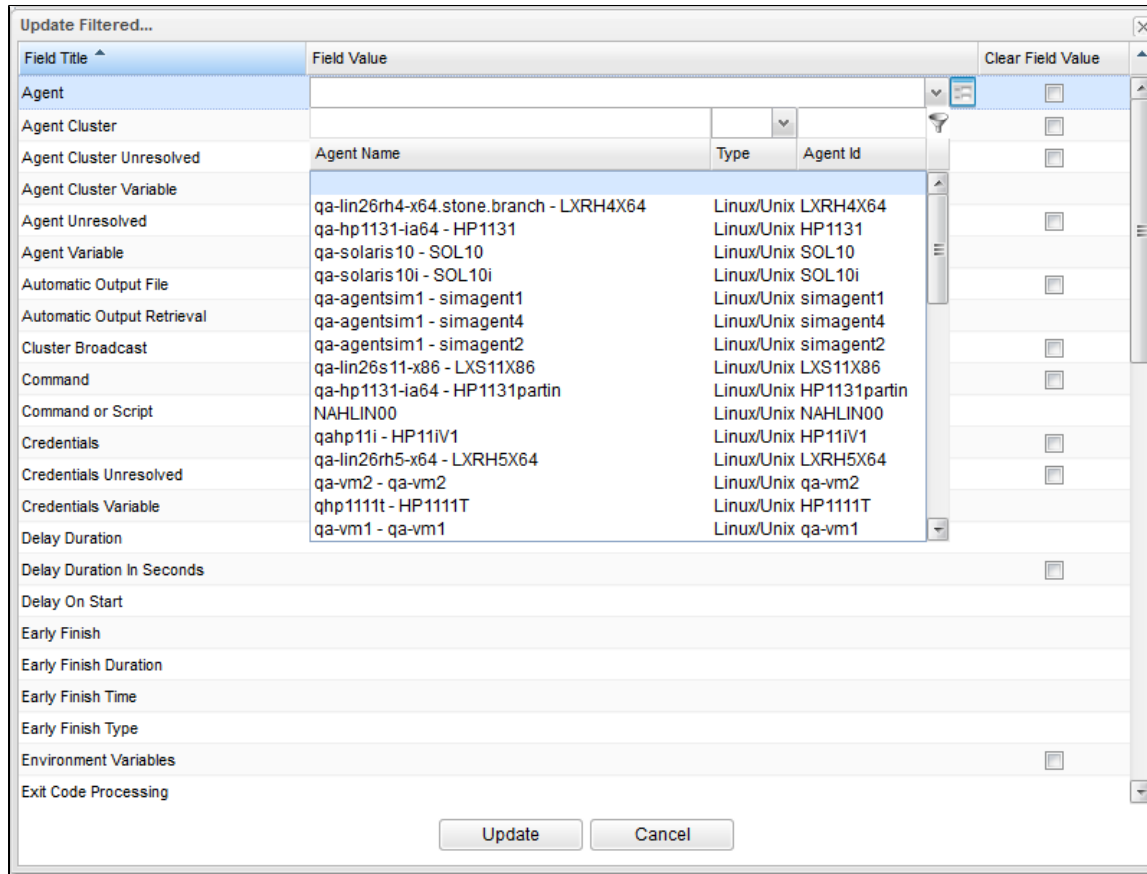 Update Filtered...
Field Title Field Value Clear Field Value
Agent
Agent Cluster
Agent Cluster Unresolved Agent Name Type Agent Id
Agent Cluster Variable
qa-lin26rh4-x64.stone.branch - LXRH4X64 Linux/Unix LXRH4X64
Agent Unresolved qa-hp1131-ia64 - HP1131 Linux/Unix HP1131
Agent Variable qa-solaris10 - SOL10 Linux/Unix SOL10
qa-solaris10i - SOL10i Linux/Unix SOL10i
Automatic Output File qa-agentsim1 - simagent1 Linux/Unix simagent1
Automatic Output Retrieval qa-agentsim1 - simagent4 Linux/Unix simagent4
Cluster Broadcast qa-agentsim1 - simagent2 Linux/Unix simagent2
qa-lin26s11-x86 - LXS11X86 Linux/Unix LXS11X86
Command qa-hp1131-ia64 - HP1131partin Linux/Unix HP1131partin
Command or Script NAHLIN00 Linux/Unix NAHLIN00
Credentials qahp11i - HP11iV1 Linux/Unix HP11iV1
qa-lin26rh5-x64 - LXRH5X64 Linux/Unix LXRH5X64
Credentials Unresolved qa-vm2 - qa-vm2 Linux/Unix qa-vm2
Credentials Variable qhp1111t - HP1111T Linux/Unix HP1111T
Delay Duration qa-vm1 - qa-vm1 Linux/Unix qa-vm1
Delay Duration In Seconds
Delay On Start
Early Finish
Early Finish Duration
Early Finish Time
Early Finish Type
Environment Variables
Exit Code Processing
Update Cancel